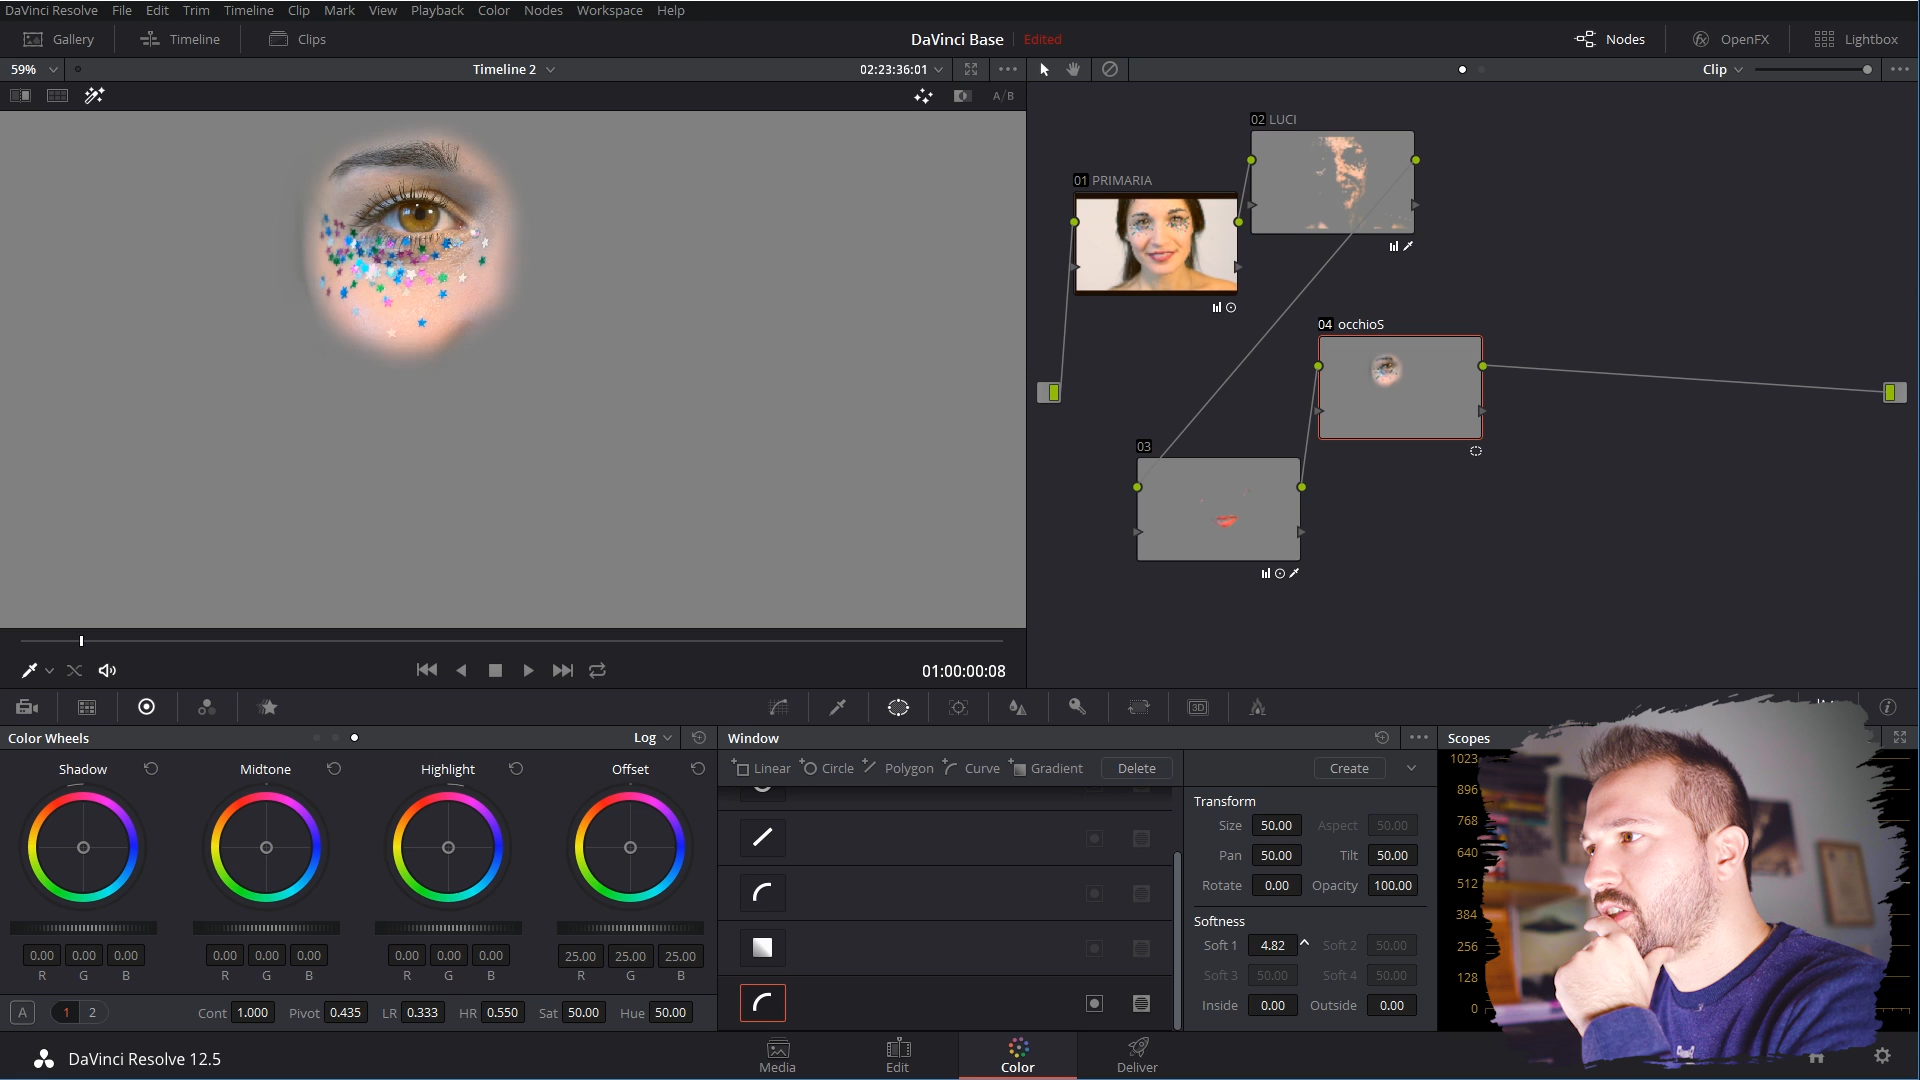 DaVinci Resolve File Edit Trim Timeline Clip Mark View Playback Color Nodes Workspace Help
Gallery Timeline Clips DaVinci Base Edited Nodes OpenFX Lightbox
59% Timeline 2 02:23:36:01 Clip
A/B
02 LUCI
01 PRIMARIA
04 occhioS
03
01:00:00:08
3D
Color Wheels Log Window Scopes
Shadow Midtone Highlight Offset
Linear Circle Polygon Curve Gradient Delete Create
Transform
Size 50.00 Aspect 50.00
Pan 50.00 Tilt 50.00
Rotate 0.00 Opacity 100.00
Softness
Soft 1 4.82 Soft 2 50.00
Soft 3 50.00 Soft 4 50.00
Inside 0.00 Outside 0.00
1023
896
768
640
512
384
256
128
0
0.00 0.00 0.00 0.00 0.00 0.00 0.00 0.00 0.00 25.00 25.00 25.00
R G B R G B R G B R G B
A 1 2 Cont 1.000 Pivot 0.435 LR 0.333 HR 0.550 Sat 50.00 Hue 50.00
DaVinci Resolve 12.5
Media Edit Color Deliver